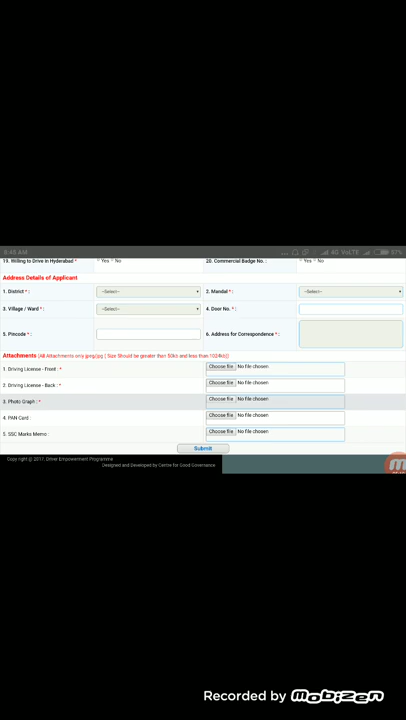 8:49 AM ... 4G VoLTE 57%
19. Willing to Drive in Hyderabad * Yes No 20. Commercial Badge No. : Yes No
Address Details of Applicant
1. District * : --Select-- 2. Mandal * : --Select--
3. Village / Ward * : --Select-- 4. Door No. * :
5. Pincode * : 6. Address for Correspondence * :
Attachments (All Attachments only jpeg/jpg ( Size Should be greater than 50kb and less than 1024kb))
1. Driving License - Front : * Choose file No file chosen
2. Driving License - Back : * Choose file No file chosen
3. Photo Graph : * Choose file No file chosen
4. PAN Card : Choose file No file chosen
5. SSC Marks Memo : Choose file No file chosen
Submit
Copy right @ 2017. Driver Empowerment Programme
Designed and Developed by Centre for Good Governance
Recorded by mobizen